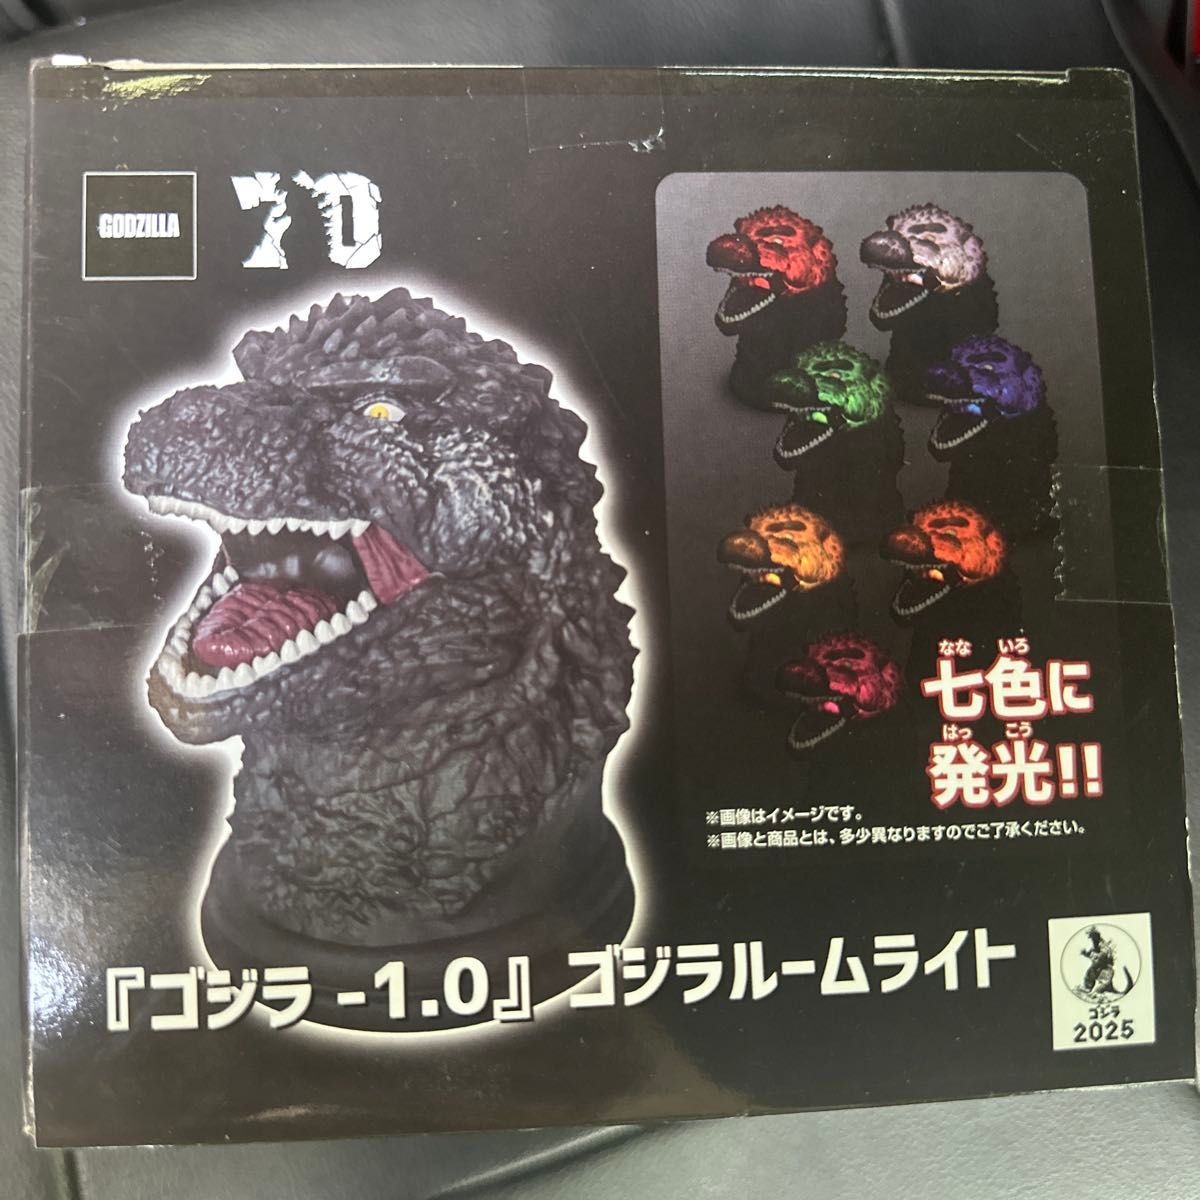 GODZILLA
70
なな いろ
七色に
はっ こう
発光!!
※画像はイメージです。
※画像と商品とは、多少異なりますのでご了承ください。
『ゴジラ -1.0』 ゴジラルームライト
ゴジラ
2025